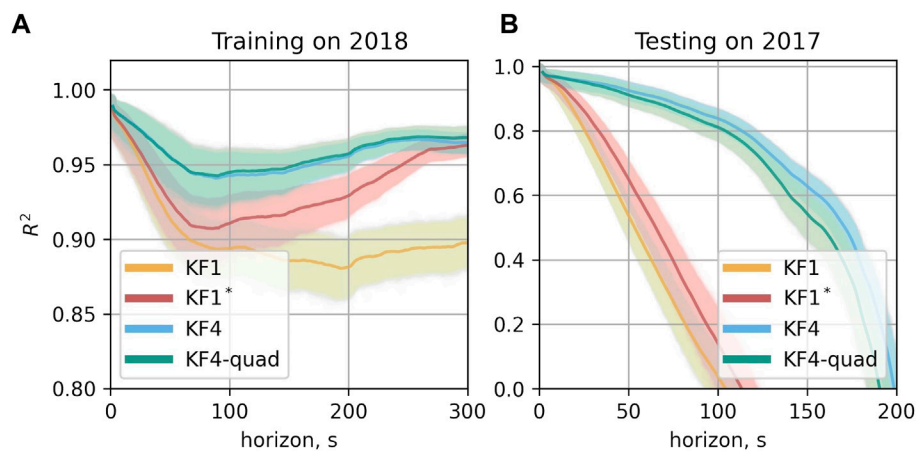 A
Training on 2018
R²
1.00
0.95
0.90
0.85
0.80
KF1
KF1*
KF4
KF4-quad
0
100
200
300
horizon, s
B
Testing on 2017
1.0
0.8
0.6
0.4
0.2
0.0
KF1
KF1*
KF4
KF4-quad
0
50
100
150
200
horizon, s